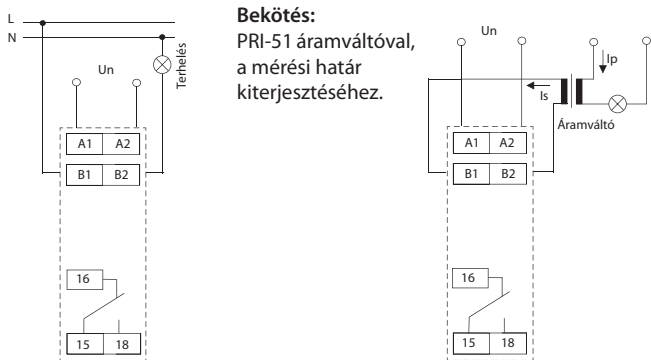 L
N
Un
Terhelés
A1 A2
B1 B2
16
15 18
Bekötés:
PRI-51 áramváltóval,
a mérési határ
kiterjesztéséhez.
Un
Ip
Is
Áramváltó
A1 A2
B1 B2
16
15 18